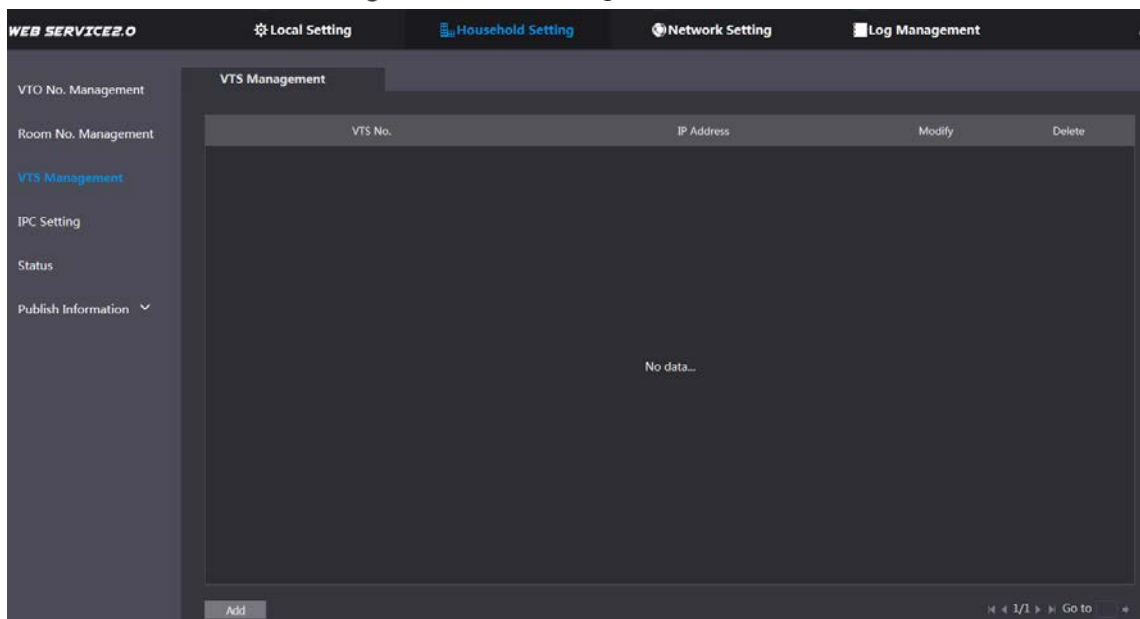 WEB SERVICE2.0
Local Setting
Household Setting
Network Setting
Log Management
VTO No. Management
Room No. Management
VTS Management
IPC Setting
Status
Publish Information
VTS Management
VTS No. IP Address Modify Delete
No data...
Add
1/1 Go to